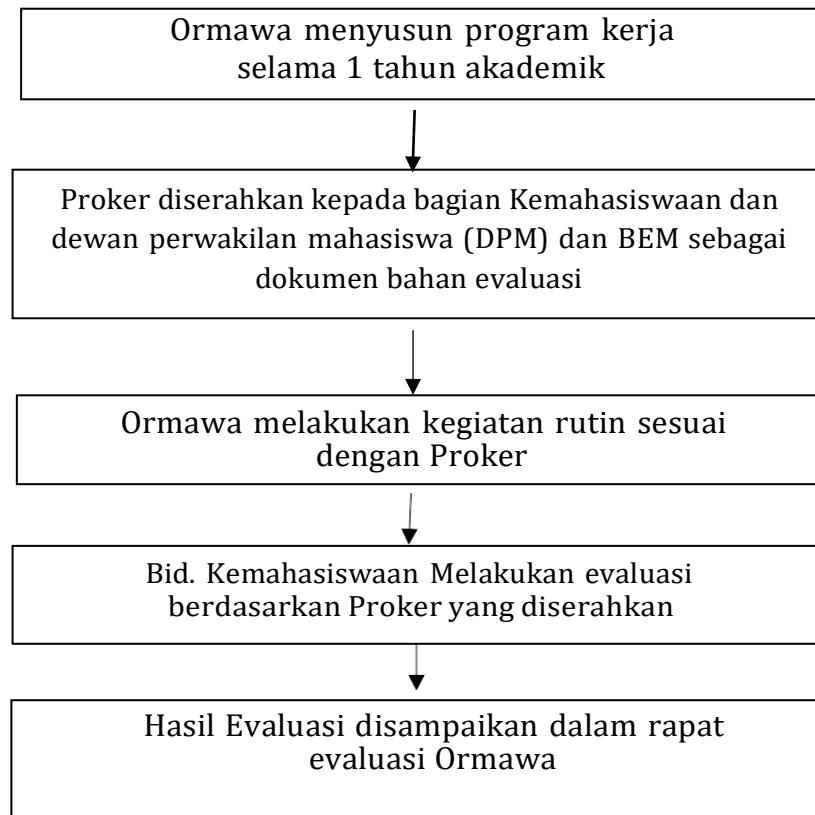 Ormawa menyusun program kerja
selama 1 tahun akademik
Proker diserahkan kepada bagian Kemahasiswaan dan
dewan perwakilan mahasiswa (DPM) dan BEM sebagai
dokumen bahan evaluasi
Ormawa melakukan kegiatan rutin sesuai
dengan Proker
Bid. Kemahasiswaan Melakukan evaluasi
berdasarkan Proker yang diserahkan
Hasil Evaluasi disampaikan dalam rapat
evaluasi Ormawa